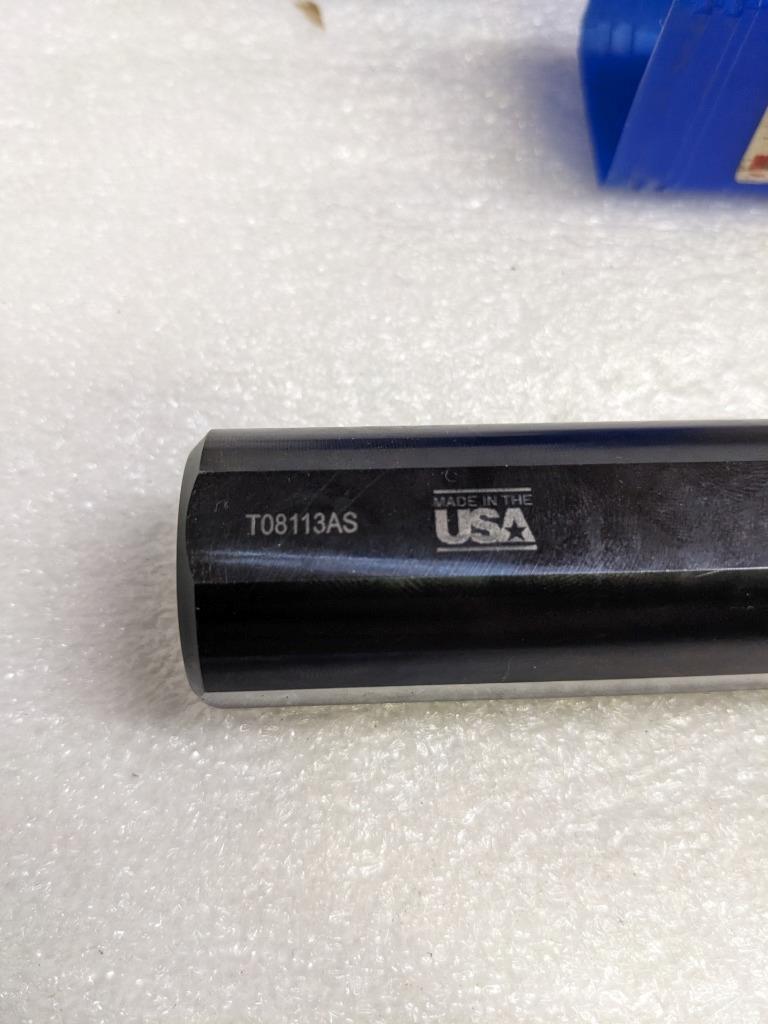 T08113AS
MADE IN THE
USA